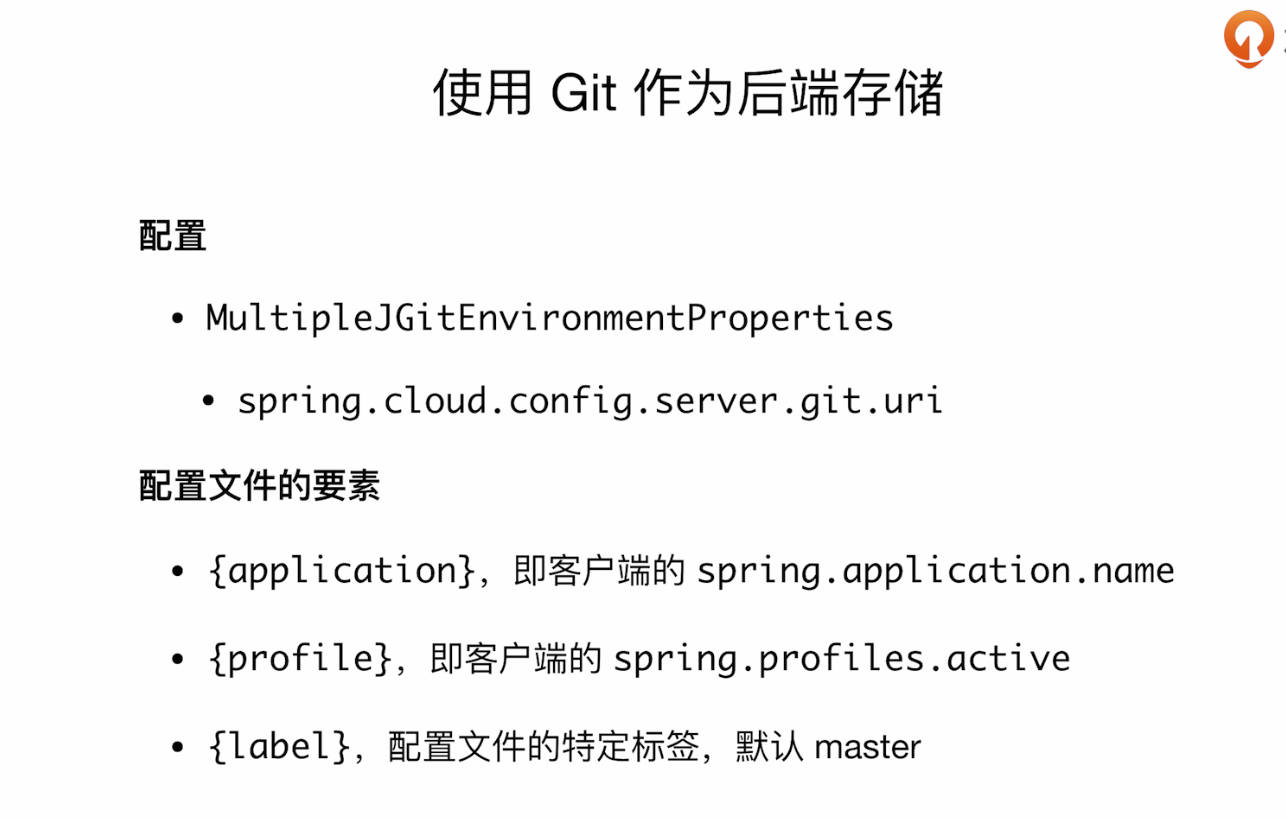 使用 Git 作为后端存储
配置
• MultipleJGitEnvironmentProperties
• spring.cloud.config.server.git.uri
配置文件的要素
• {application}，即客户端的 spring.application.name
• {profile}，即客户端的 spring.profiles.active
• {label}，配置文件的特定标签，默认 master